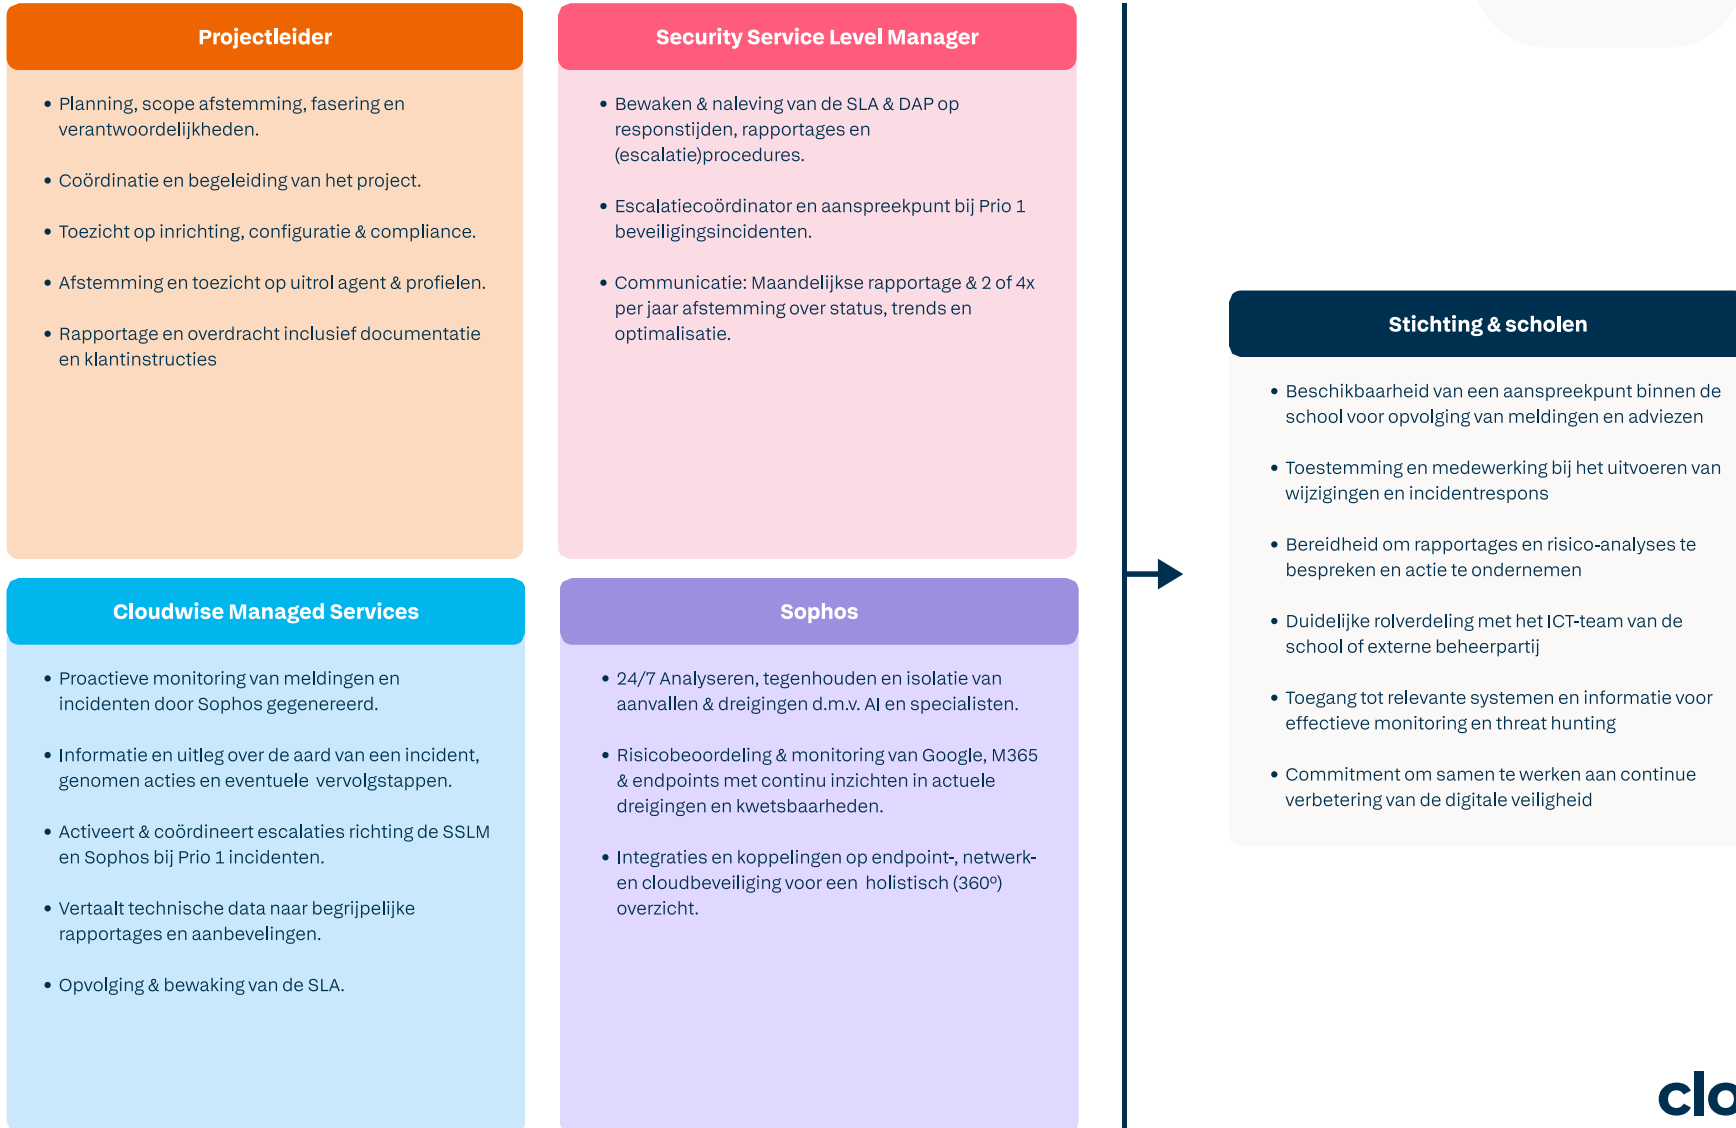 Projectleider
• Planning, scope afstemming, fasering en
verantwoordelijkheden.
• Coördinatie en begeleiding van het project.
• Toezicht op inrichting, configuratie & compliance.
• Afstemming en toezicht op uitrol agent & profielen.
• Rapportage en overdracht inclusief documentatie
en klantinstructies
Security Service Level Manager
• Bewaken & naleving van de SLA & DAP op
responstijden, rapportages en
(escalatie)procedures.
• Escalatiecoördinator en aanspreekpunt bij Prio 1
beveiligingsincidenten.
• Communicatie: Maandelijkse rapportage & 2 of 4x
per jaar afstemming over status, trends en
optimalisatie.
Cloudwise Managed Services
• Proactieve monitoring van meldingen en
incidenten door Sophos gegenereerd.
• Informatie en uitleg over de aard van een incident,
genomen acties en eventuele vervolgstappen.
• Activeert & coördineert escalaties richting de SSLM
en Sophos bij Prio 1 incidenten.
• Vertaalt technische data naar begrijpelijke
rapportages en aanbevelingen.
• Opvolging & bewaking van de SLA.
Sophos
• 24/7 Analyseren, tegenhouden en isolatie van
aanvallen & dreigingen d.m.v. AI en specialisten.
• Risicobeoordeling & monitoring van Google, M365
& endpoints met continu inzichten in actuele
dreigingen en kwetsbaarheden.
• Integraties en koppelingen op endpoint-, netwerk-
en cloudbeveiliging voor een holistisch (360º)
overzicht.
Stichting & scholen
• Beschikbaarheid van een aanspreekpunt binnen de
school voor opvolging van meldingen en adviezen
• Toestemming en medewerking bij het uitvoeren van
wijzigingen en incidentrespons
• Bereidheid om rapportages en risico-analyses te
bespreken en actie te ondernemen
• Duidelijke rolverdeling met het ICT-team van de
school of externe beheerpartij
• Toegang tot relevante systemen en informatie voor
effectieve monitoring en threat hunting
• Commitment om samen te werken aan continue
verbetering van de digitale veiligheid
clo